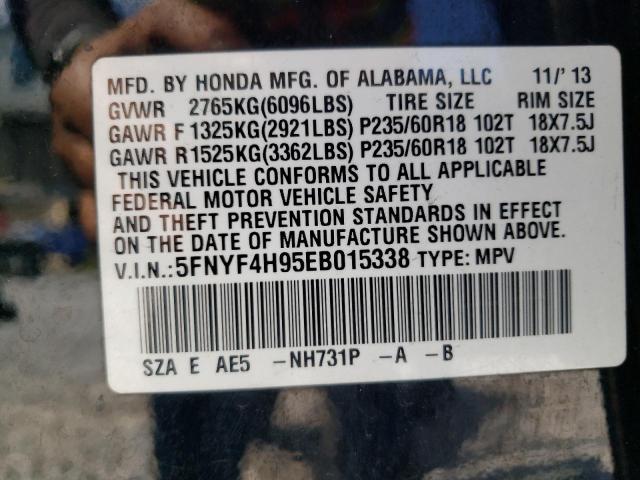 MFD. BY HONDA MFG. OF ALABAMA, LLC 11/' 13
GVWR 2765KG(6096LBS) TIRE SIZE RIM SIZE
GAWR F 1325KG(2921LBS) P235/60R18 102T 18X7.5J
GAWR R 1525KG(3362LBS) P235/60R18 102T 18X7.5J
THIS VEHICLE CONFORMS TO ALL APPLICABLE
FEDERAL MOTOR VEHICLE SAFETY
AND THEFT PREVENTION STANDARDS IN EFFECT
ON THE DATE OF MANUFACTURE SHOWN ABOVE.
V.I.N.:5FNYF4H95EB015338 TYPE: MPV
SZA E AE5 -NH731P -A -B